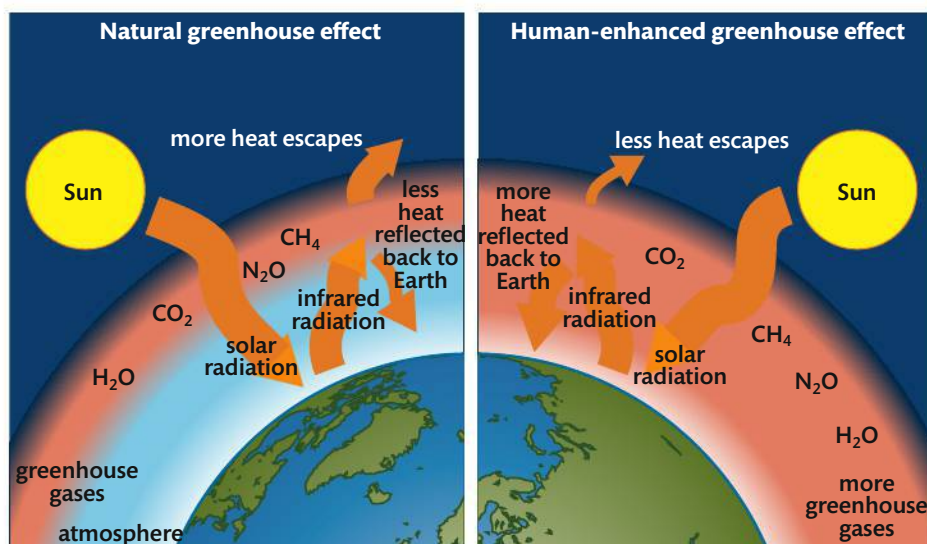 Natural greenhouse effect
more heat escapes
Sun
less
heat
reflected
back to
Earth
CH₄
N₂O
infrared
radiation
CO₂
solar
radiation
H₂O
greenhouse
gases
atmosphere
Human-enhanced greenhouse effect
less heat escapes
more
heat
reflected
back to
Earth
Sun
CO₂
infrared
radiation
CH₄
solar
radiation
N₂O
H₂O
more
greenhouse
gases